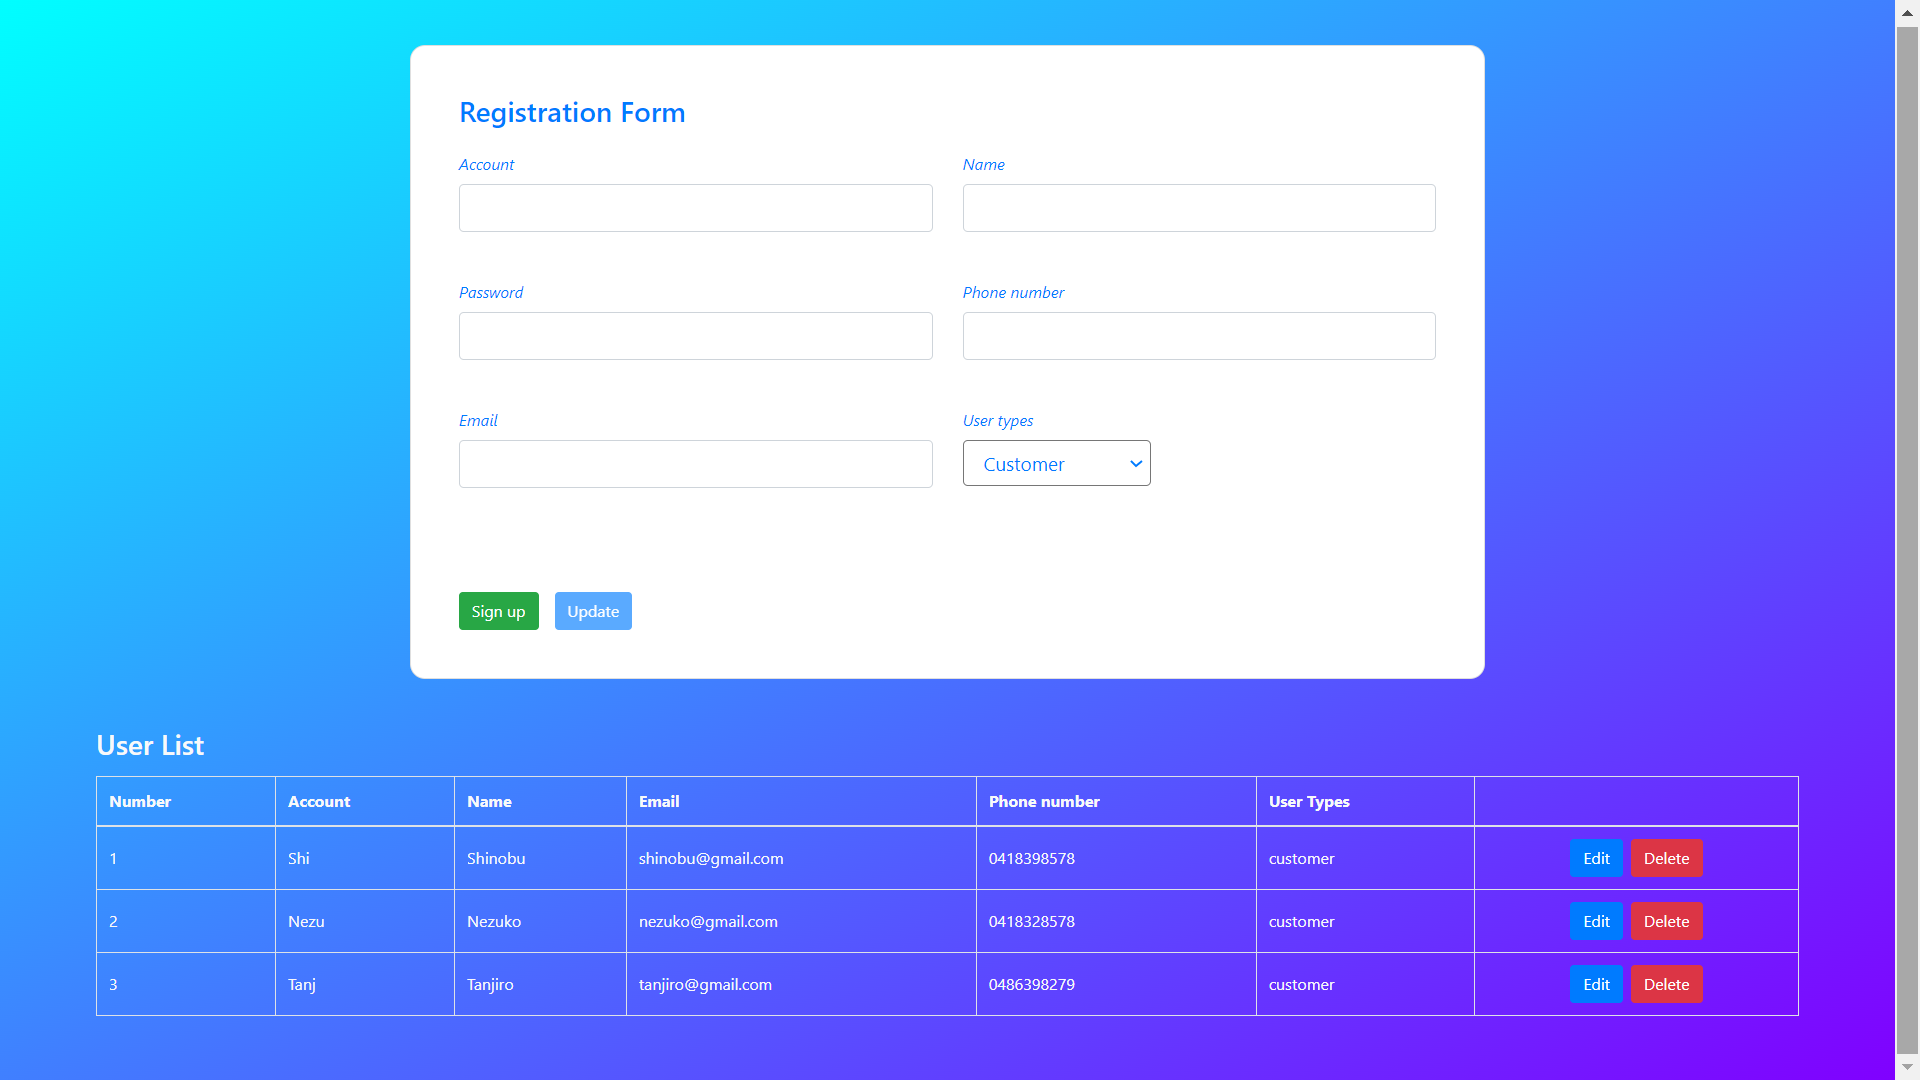 Registration Form
Account Name
Password Phone number
Email User types
Customer
Sign up Update
User List
Number Account Name Email Phone number User Types
1 Shi Shinobu shinobu@gmail.com 0418398578 customer Edit Delete
2 Nezu Nezuko nezuko@gmail.com 0418328578 customer Edit Delete
3 Tanj Tanjiro tanjiro@gmail.com 0486398279 customer Edit Delete